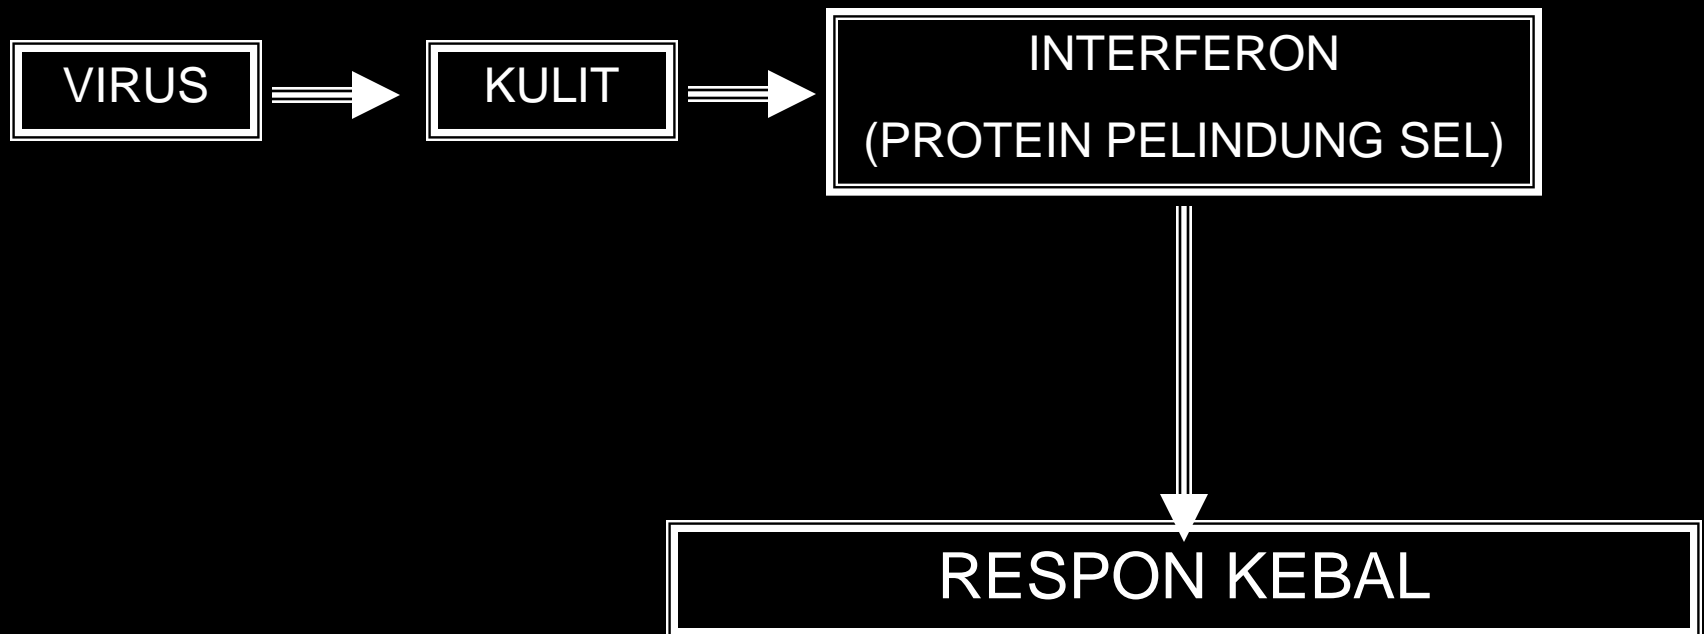 VIRUS
KULIT
INTERFERON
(PROTEIN PELINDUNG SEL)
RESPON KEBAL